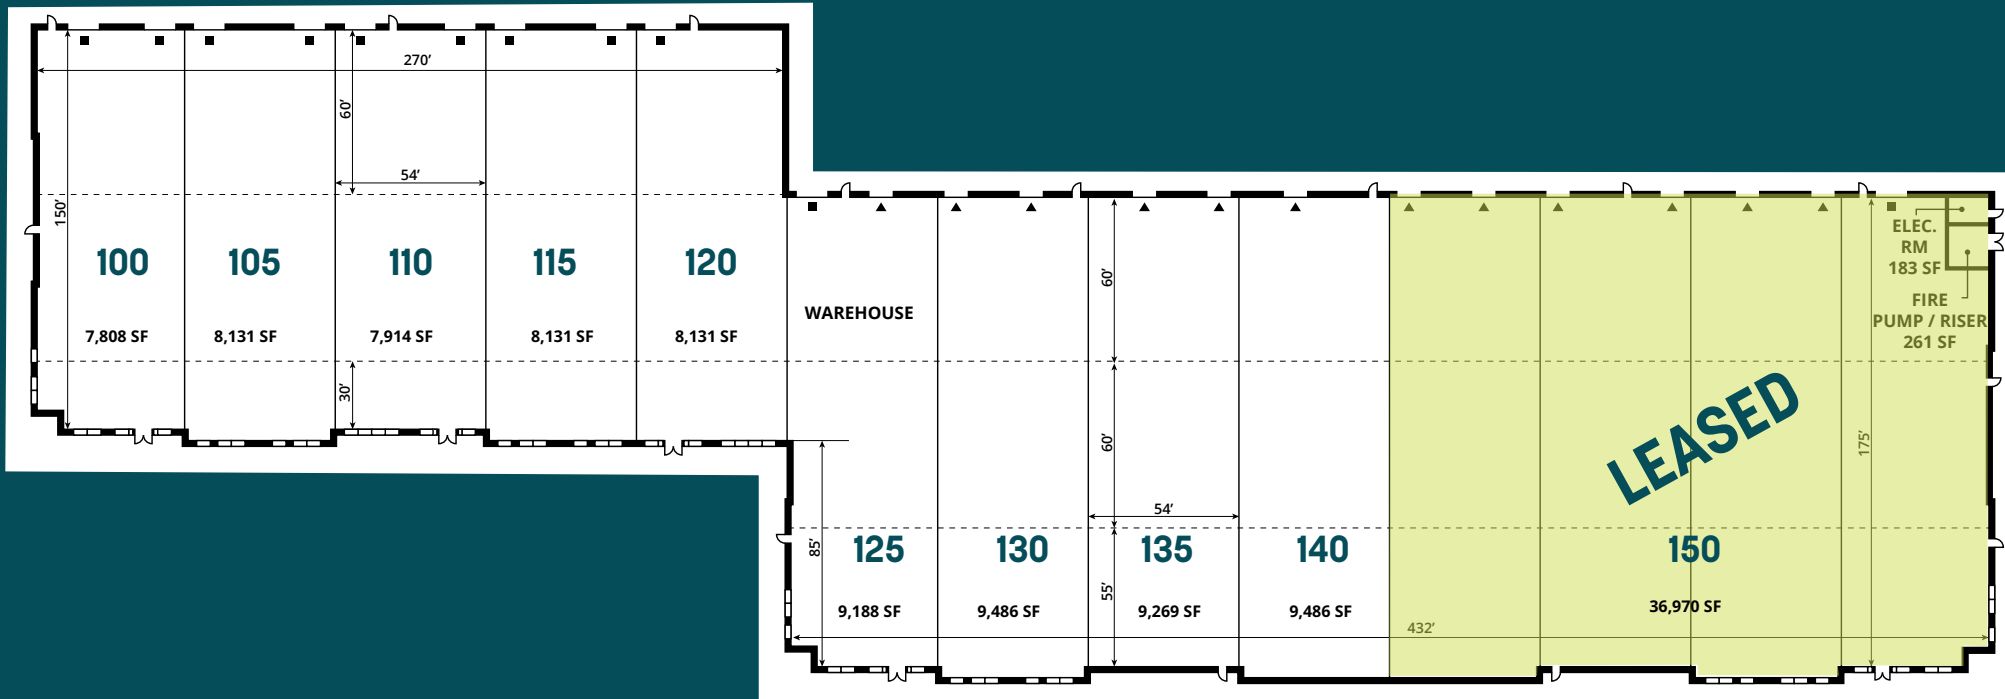 270’
60’
54’
150’
100
105
110
115
120
7,808 SF
8,131 SF
7,914 SF
8,131 SF
8,131 SF
30’
WAREHOUSE
60’
60’
54’
85’
55’
125
130
135
140
150
9,188 SF
9,486 SF
9,269 SF
9,486 SF
36,970 SF
432’
175’
LEASED
ELEC.
RM
183 SF
FIRE
PUMP / RISER
261 SF